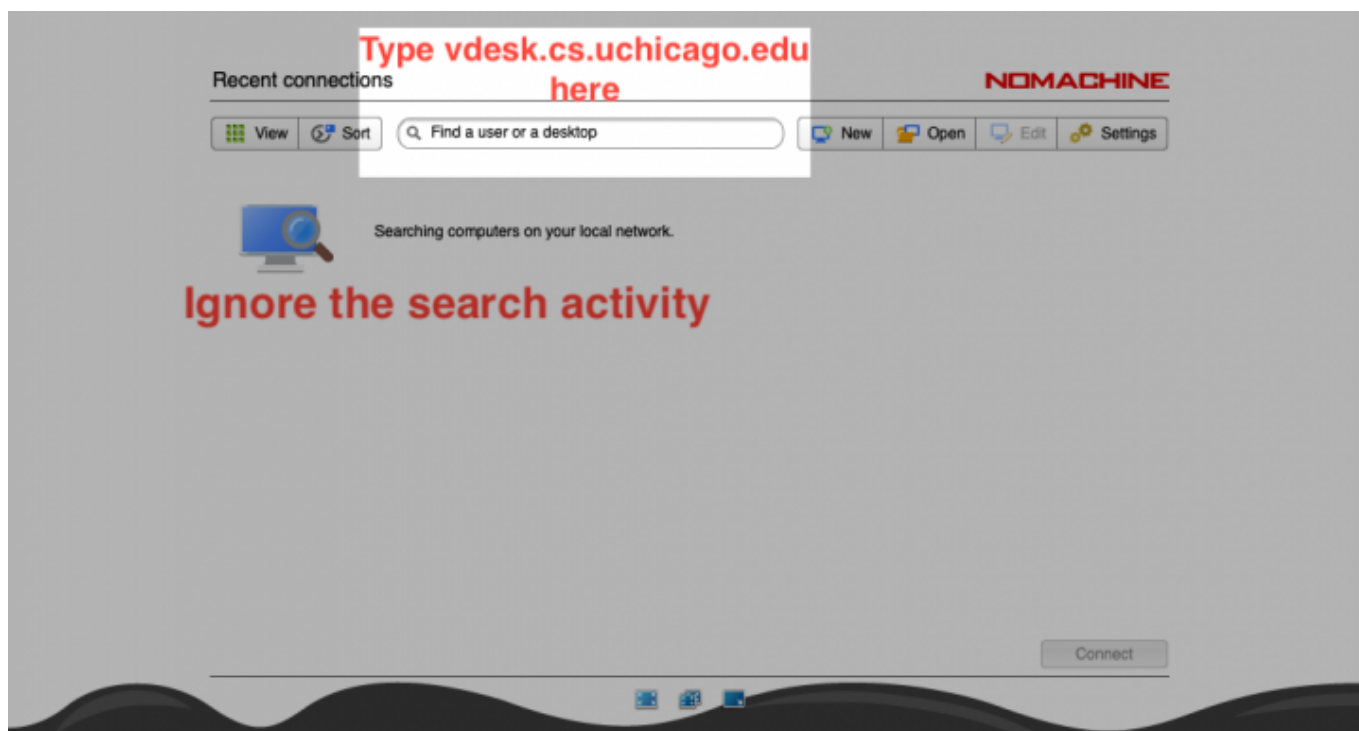 Type vdesk.cs.uchicago.edu
here
Recent connections
NOMACHINE
View
Sort
Find a user or a desktop
New
Open
Edit
Settings
Searching computers on your local network.
Ignore the search activity
Connect